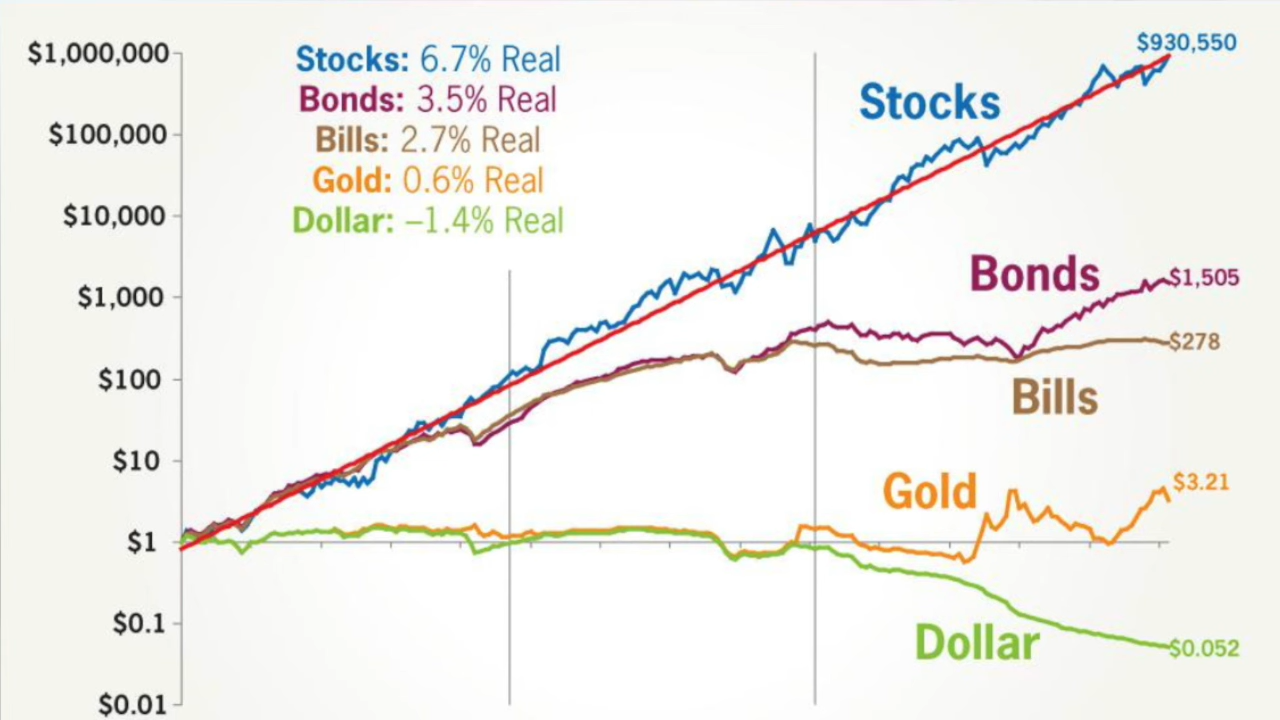 $1,000,000
$100,000
$10,000
$1,000
$100
$10
$1
$0.1
$0.01
Stocks: 6.7% Real
Bonds: 3.5% Real
Bills: 2.7% Real
Gold: 0.6% Real
Dollar: –1.4% Real
$930,550
Stocks
Bonds
$1,505
$278
Bills
Gold
$3.21
Dollar
$0.052